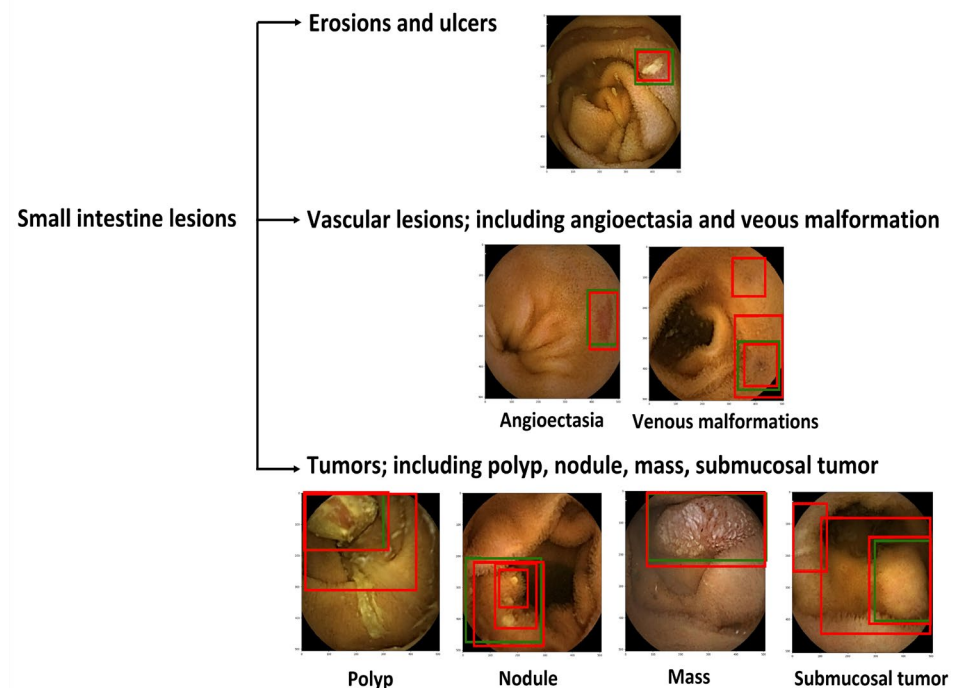 Erosions and ulcers
Small intestine lesions
Vascular lesions; including angioectasia and veous malformation
Angioectasia
Venous malformations
Tumors; including polyp, nodule, mass, submucosal tumor
Polyp
Nodule
Mass
Submucosal tumor